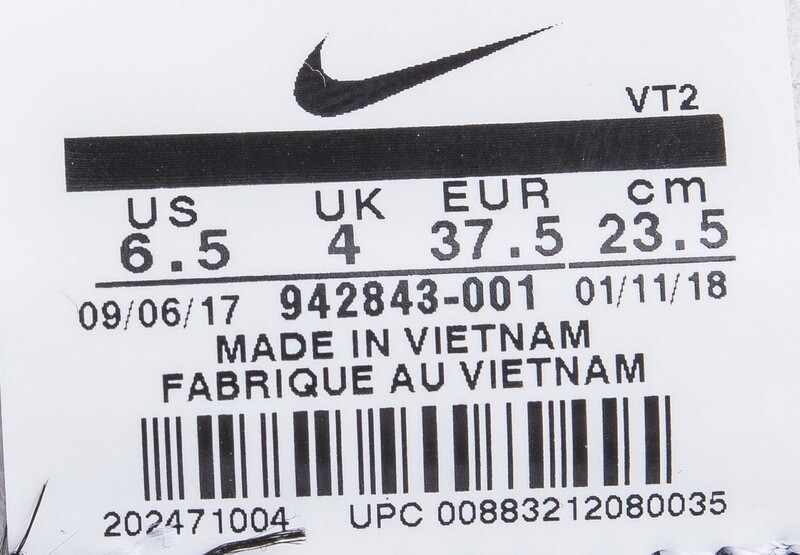 VT2
US UK EUR cm
6.5 4 37.5 23.5
09/06/17 942843-001 01/11/18
MADE IN VIETNAM
FABRIQUE AU VIETNAM
202471004 UPC 00883212080035